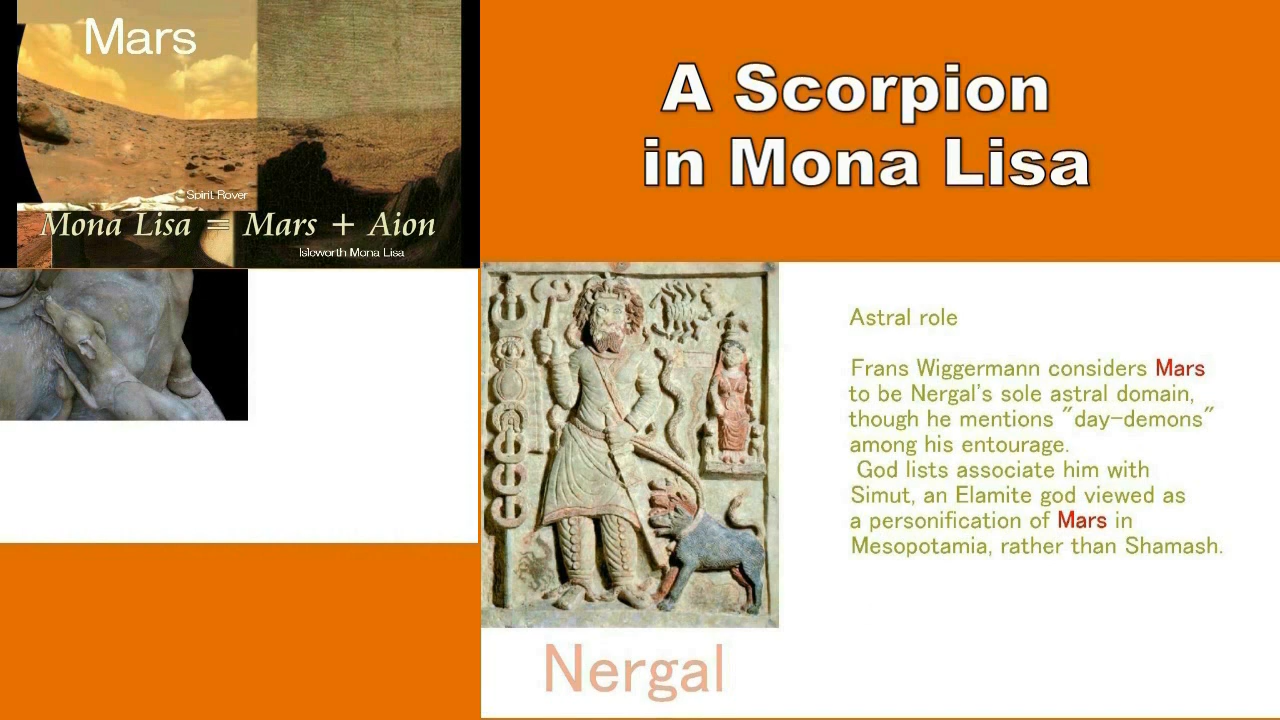 Mars
Spirit Rover
Mona Lisa = Mars + Aion
Isleworth Mona Lisa
A Scorpion
in Mona Lisa
Astral role
Frans Wiggermann considers Mars
to be Nergal's sole astral domain,
though he mentions "day-demons"
among his entourage.
God lists associate him with
Simut, an Elamite god viewed as
a personification of Mars in
Mesopotamia, rather than Shamash.
Nergal